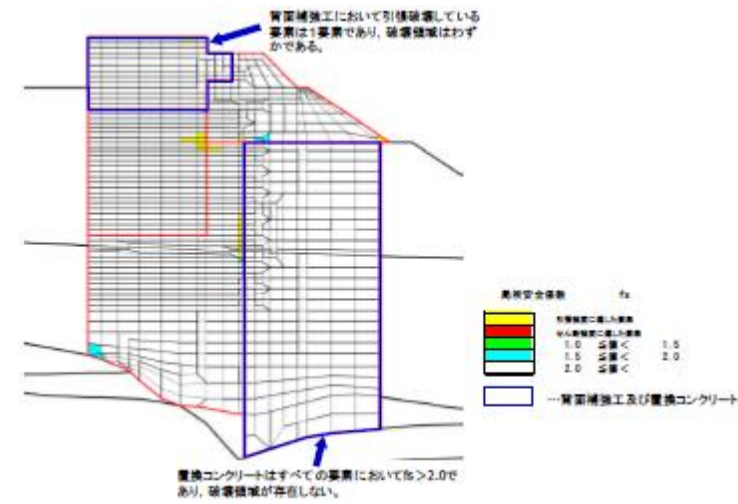 背面補強工において引張破壊している
要素は1要素であり、破壊領域はわず
かである。
局所安全係数 fs
引張強度に達した要素
せん断強度に達した要素
1.0 ≦値< 1.5
1.5 ≦値< 2.0
2.0 ≦値<
…背面補強工及び置換コンクリート
置換コンクリートはすべての要素においてfs>2.0で
あり、破壊領域が存在しない。